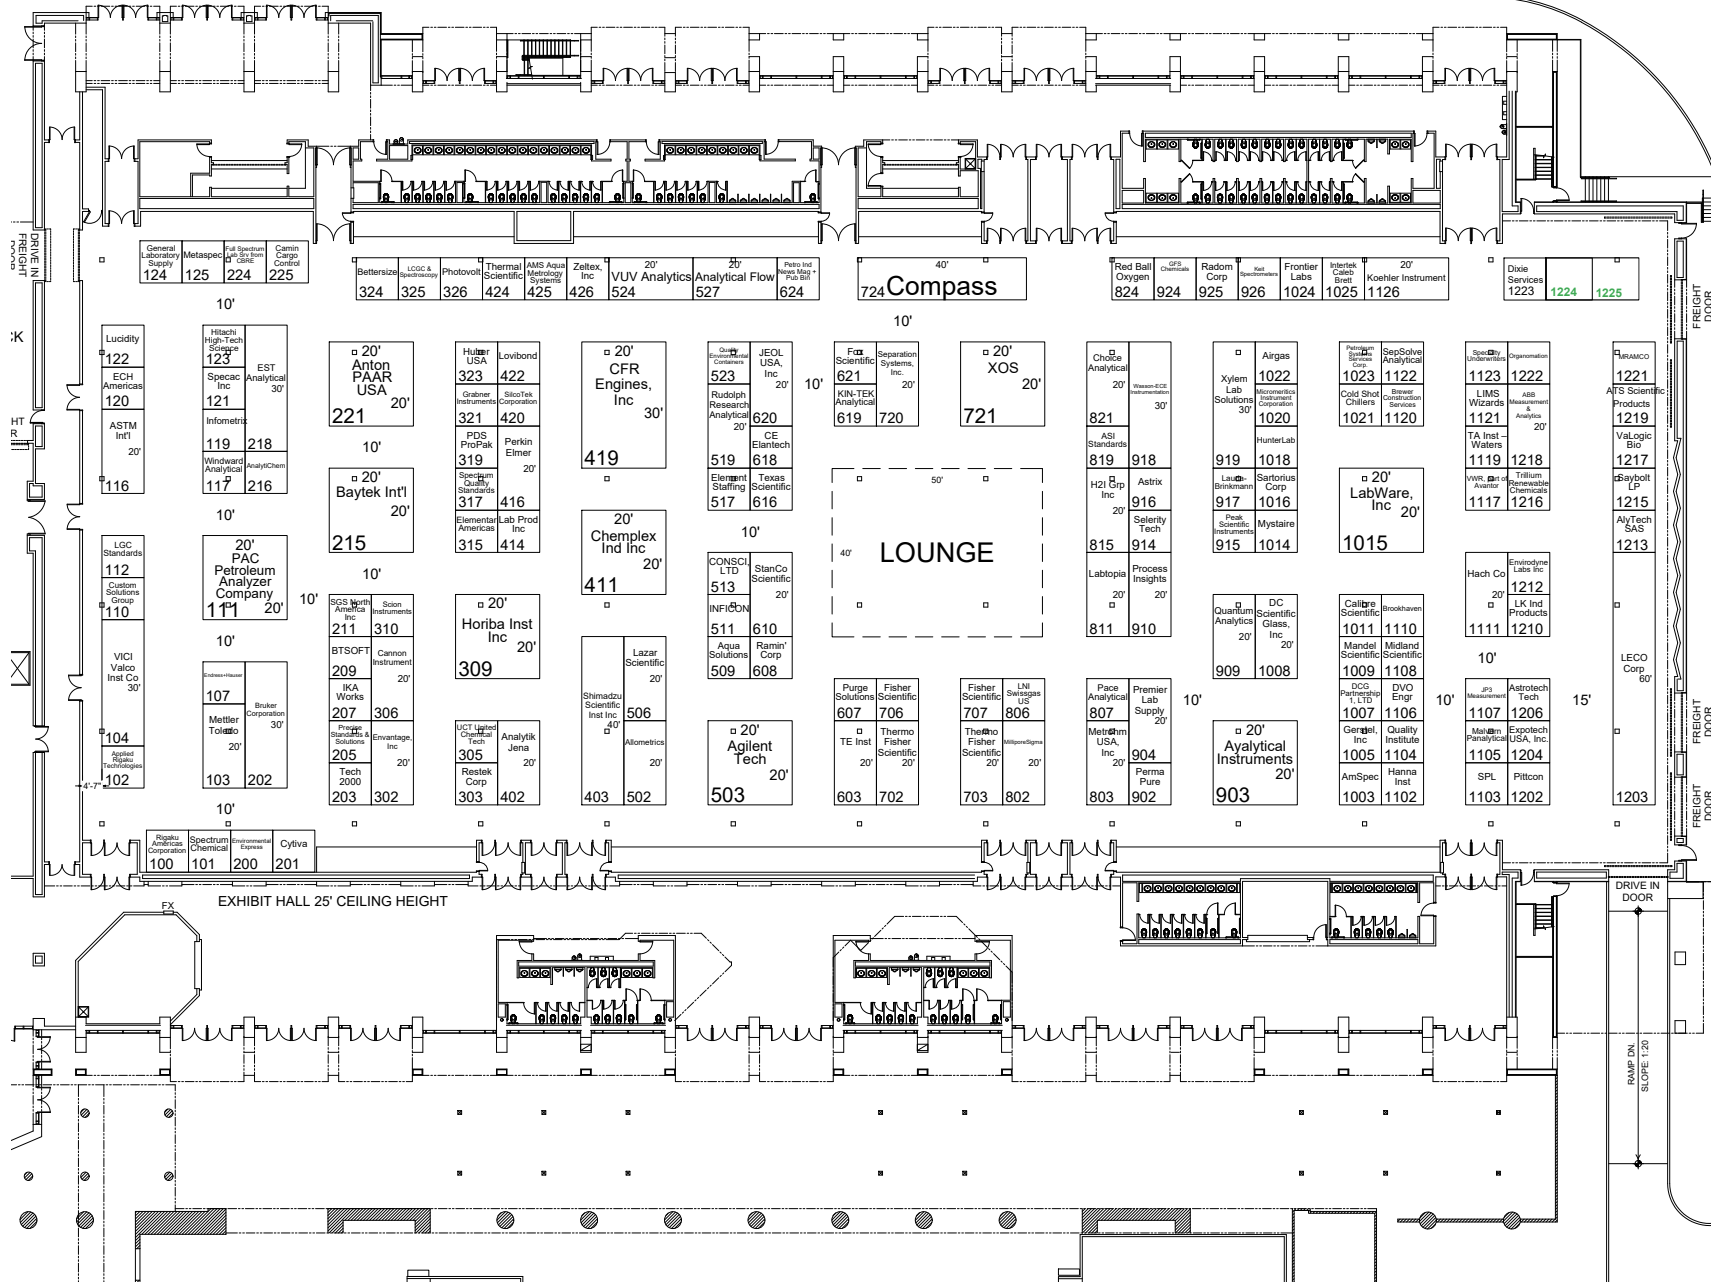 DRIVE IN
FREIGHT
DOOR
General
Laboratory
Supply
124
Metaspec
125
Full Spectrum
Lab Srv from
CBRE
224
Camin
Cargo
Control
225
Bettersize
324
LCGC &
Spectroscopy
325
Photovolt
326
Thermal
Scientific
424
AMS Aqua
Metrology
Systems
425
Zeltex,
Inc
426
20'
VUV Analytics
524
20'
Analytical Flow
527
Petro Ind
News Mag +
Pub Bin
624
40'
724 Compass
Red Ball
Oxygen
824
GFS
Chemicals
924
Radom
Corp
925
Kett
Spectrometers
926
Frontier
Labs
1024
Intertek
Caleb
Brett
1025
20'
Koehler Instrument
1126
Dixie
Services
1223
1224
1225
FREIGHT
DOOR
10'
10'
Lucidity
122
ECH
Americas
120
ASTM
Int'l
20'
116
Hitachi
High-Tech
Science
123
Specac
Inc
121
Infometrix
119
Windward
Analytical
117
EST
Analytical
30'
218
AnalytiChem
216
20'
Anton
PAAR
USA
20'
221
10'
20'
Baytek Int'l
20'
215
10'
Huber
USA
323
Lovibond
422
Grabner
Instruments
321
SilcoTek
Corporation
420
PDS
ProPak
319
Perkin
Elmer
20'
416
Spectrum
Quality
Standards
317
Elementar
Americas
315
Lab Prod
Inc
414
20'
CFR
Engines,
Inc
30'
419
20'
Chemplex
Ind Inc
20'
411
Quality
Environmental
Containers
523
JEOL
USA,
Inc
20'
620
Rudolph
Research
Analytical
20'
519
CE
Elantech
618
Element
Staffing
517
Texas
Scientific
616
10'
10'
Fox
Scientific
621
Separation
Systems,
Inc.
20'
720
KIN-TEK
Analytical
619
20'
XOS
20'
721
50'
40'
LOUNGE
Choice
Analytical
20'
821
Wasson-ECE
Instrumentation
30'
918
ASI
Standards
819
H2I Grp
Inc
20'
815
Astrix
916
Selerity
Tech
914
Labtopia
811
Process
Insights
910
Xylem
Lab
Solutions
30'
919
Airgas
1022
Micromeritics
Instrument
Corporation
1020
HunterLab
1018
Lauda-
Brinkmann
917
Sartorius
Corp
1016
Peak
Scientific
Instruments
915
Mystaire
1014
Petroleum
Systems
Services
Corp.
1023
SepSolve
Analytical
1122
Cold Shot
Chillers
1021
Brewer
Construction
Services
1120
20'
LabWare,
Inc
20'
1015
Specialty
Underwriters
1123
Organomation
1222
LIMS
Wizards
1121
ABB
Measurement
&
Analytics
20'
1218
TA Inst –
Waters
1119
VWR, part of
Avantor
1117
Trillium
Renewable
Chemicals
1216
MRAMCO
1221
ATS Scientific
Products
1219
VaLogic
Bio
1217
Saybolt
LP
1215
AlyTech
SAS
1213
10'
LGC
Standards
112
Custom
Solutions
Group
110
VICI
Valco
Inst Co
30'
104
Applied
Rigaku
Technologies
102
4'-7"
20'
PAC
Petroleum
Analyzer
Company
111
20'
10'
10'
Endress+Hauser
107
Mettler
Toledo
20'
103
Bruker
Corporation
30'
202
10'
SGS North
America
Inc
211
Scion
Instruments
310
BTSOFT
209
Cannon
Instrument
20'
306
IKA
Works
207
Precise
Standards &
Solutions
205
Envantage,
Inc
20'
302
Tech
2000
203
20'
Horiba Inst
Inc
20'
309
UCT United
Chemical
Tech
305
Analytik
Jena
20'
402
Restek
Corp
303
Shimadzu
Scientific
Inst Inc
40'
403
Lazar
Scientific
20'
506
Allometrics
20'
502
CONSCI,
LTD
513
StanCo
Scientific
20'
610
INFICON
511
Aqua
Solutions
509
Ramin'
Corp
608
20'
Agilent
Tech
20'
503
Purge
Solutions
607
Fisher
Scientific
706
TE Inst
20'
603
Thermo
Fisher
Scientific
20'
702
Fisher
Scientific
707
LNI
Swissgas
US
806
Thermo
Fisher
Scientific
20'
703
MilliporeSigma
20'
802
Pace
Analytical
807
Premier
Lab
Supply
20'
904
Metrohm
USA,
Inc
20'
803
Perma
Pure
902
10'
Quantum
Analytics
20'
909
DC
Scientific
Glass,
Inc
20'
1008
20'
Ayalytical
Instruments
20'
903
Calibre
Scientific
1011
Brookhaven
1110
Mandel
Scientific
1009
Midland
Scientific
1108
DCG
Partnership
1, LTD
1007
DVO
Engr
1106
Gerstel,
Inc
1005
Quality
Institute
1104
AmSpec
1003
Hanna
Inst
1102
10'
Hach Co
20'
1111
Envirodyne
Labs Inc
1212
LK Ind
Products
1210
10'
JP3
Measurement
1107
Astrotech
Tech
1206
Malvern
Panalytical
1105
Expotech
USA, Inc.
1204
SPL
1103
Pittcon
1202
15'
LECO
Corp
60'
1203
FREIGHT
DOOR
FREIGHT
DOOR
Rigaku
Americas
Corporation
100
Spectrum
Chemical
101
Environmental
Express
200
Cytiva
201
EXHIBIT HALL 25' CEILING HEIGHT
FX
DRIVE IN
DOOR
RAMP DN.
SLOPE: 1:20